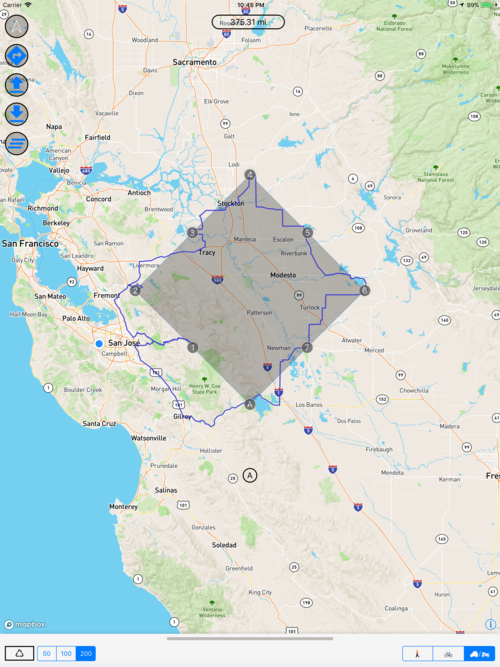 Carrier 10:45 PM 99%
375.31 mi.
Placerville
Folsom
Woodland
Eldorado National Forest
Davis
Sacramento
Mokelumne Wilderness
Dixon
Elk Grove
Vacaville
Ione
Napa
Galt
Fairfield
American Canyon
Lodi
Stanislaus National Forest
Vallejo
Benicia
Antioch
Sonora
Richmond
Concord
Brentwood
Stockton
Berkeley
Groveland
San Francisco
San Ramon
Manteca
Escalon
Daly City
San Leandro
Tracy
Riverbank
Hayward
Livermore
Modesto
San Mateo
Fremont
Jerseydale
Half Moon Bay
Palo Alto
Patterson
Turlock
San José
Atwater
Campbell
Newman
Merced
Boulder Creek
Morgan Hill
Henry W. Coe State Park
Chowchilla
Santa Cruz
Gilroy
Los Banos
Madera
Watsonville
Dos Palos
Hollister
Firebaugh
Prunedale
Mendota
Kerman
Fres
Salinas
Monterey
Gonzales
Soledad
Greenfield
King City
Huron
Lemo
Ventana Wilderness
Coalinga
mapbox
50 100 200
1
2
3
4
5
6
7
A
A